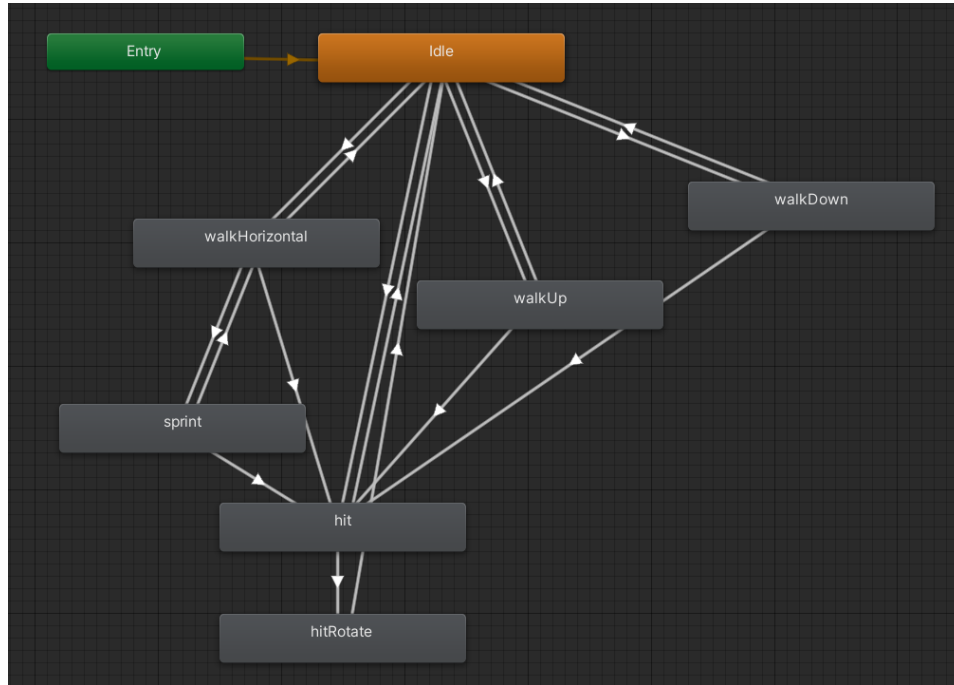 Entry
Idle
walkDown
walkHorizontal
walkUp
sprint
hit
hitRotate